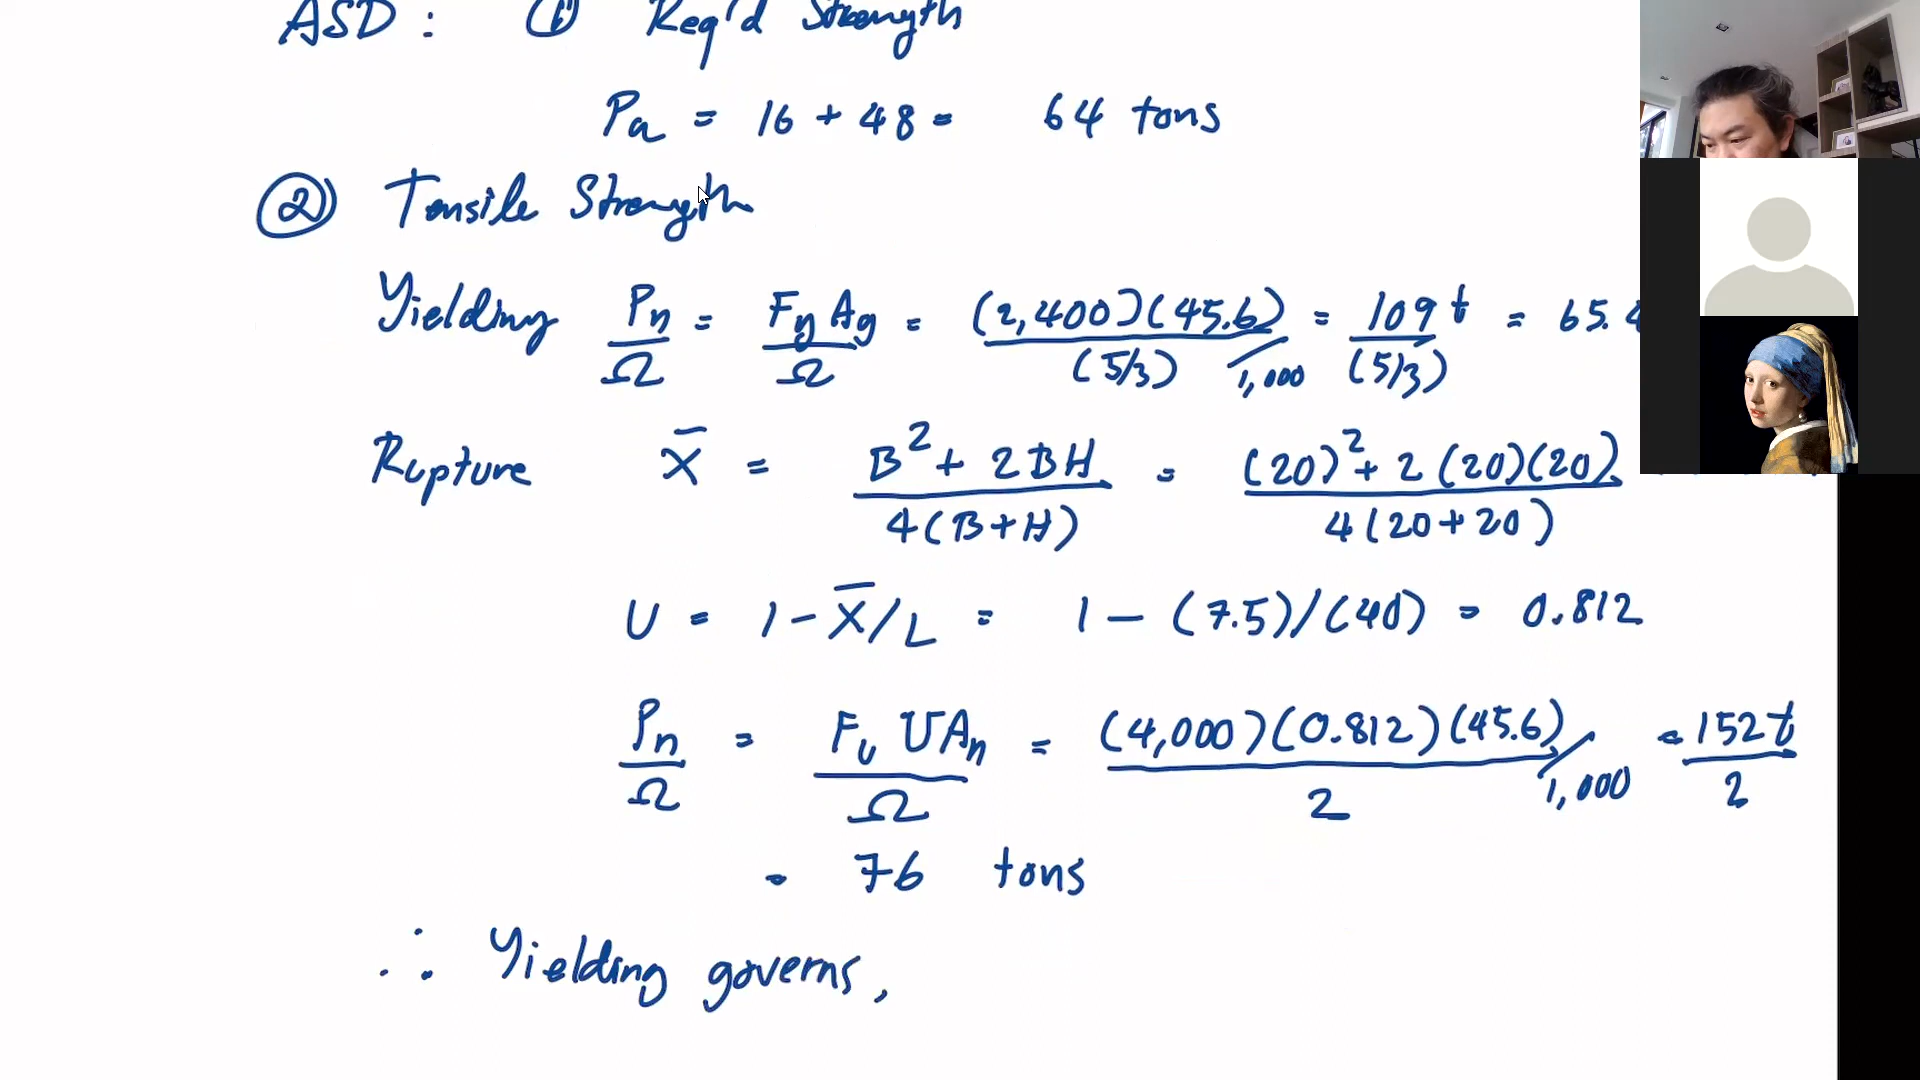 ASD : ① Req'd Strength
Pa = 16 + 48 = 64 tons
② Tensile Strength
Yielding Pn/Ω = FyAg/Ω = (2,400)(45.6)/(5/3) /1,000 = 109 t/(5/3) = 65.
Rupture X̄ = B² + 2BH/4(B+H) = (20)² + 2(20)(20)/4(20+20)
U = 1 - X̄/L = 1 - (7.5)/(40) = 0.812
Pn/Ω = Fu UAn/Ω = (4,000)(0.812)(45.6)/2 /1,000 = 152 t/2
= 76 tons
∴ Yielding governs,